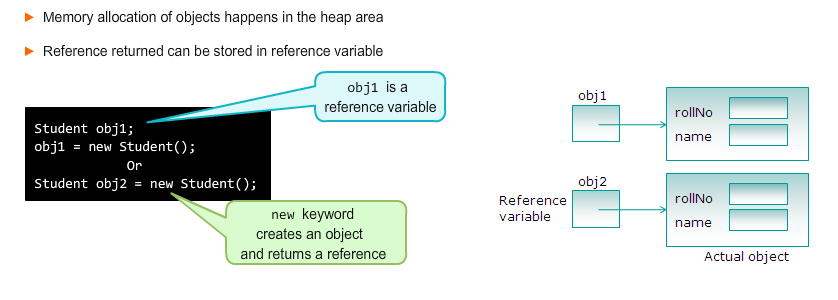 Memory allocation of objects happens in the heap area
Reference returned can be stored in reference variable
obj1 is a
reference variable
Student obj1;
obj1 = new Student();
Or
Student obj2 = new Student();
new keyword
creates an object
and returns a reference
obj1
rollNo
name
obj2
Reference
variable
rollNo
name
Actual object